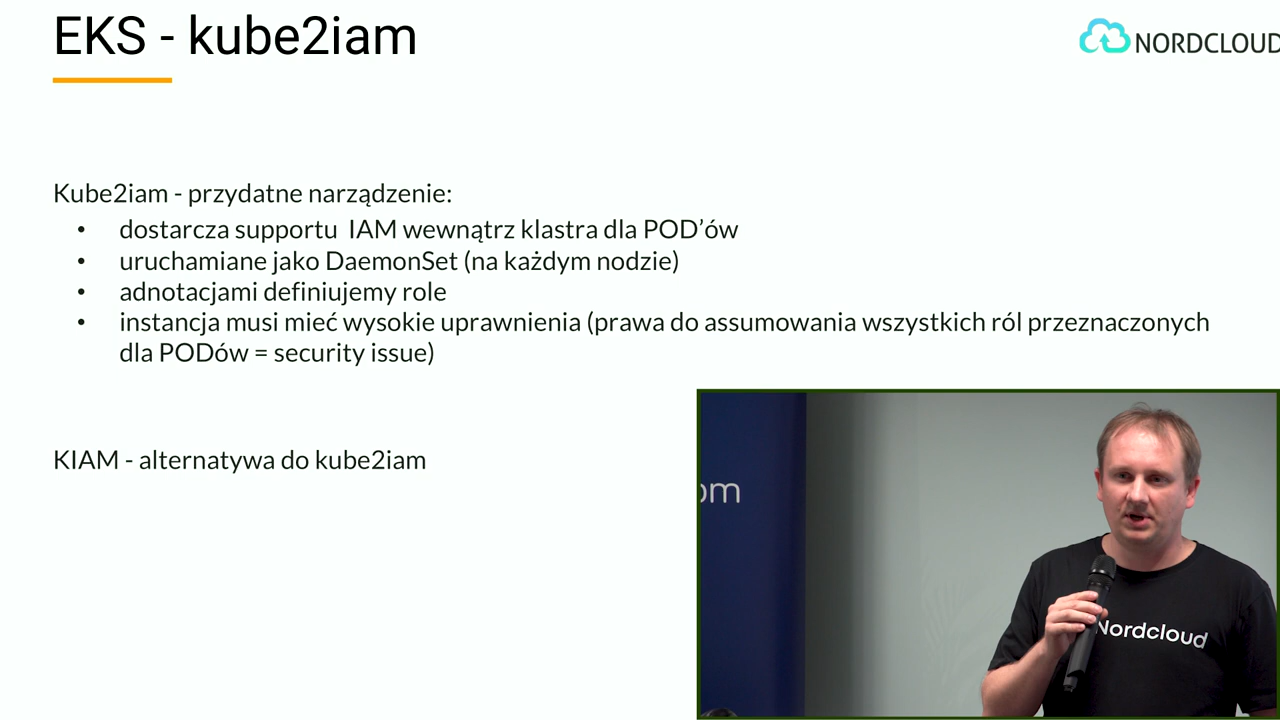 EKS - kube2iam
NORDCLOUD
Kube2iam - przydatne narządzenie:
• dostarcza supportu IAM wewnątrz klastra dla POD’ów
• uruchamiane jako DaemonSet (na każdym nodzie)
• adnotacjami definiujemy role
• instancja musi mieć wysokie uprawnienia (prawa do assumowania wszystkich ról przeznaczonych
dla PODów = security issue)
KIAM - alternatywa do kube2iam
om
Nordcloud